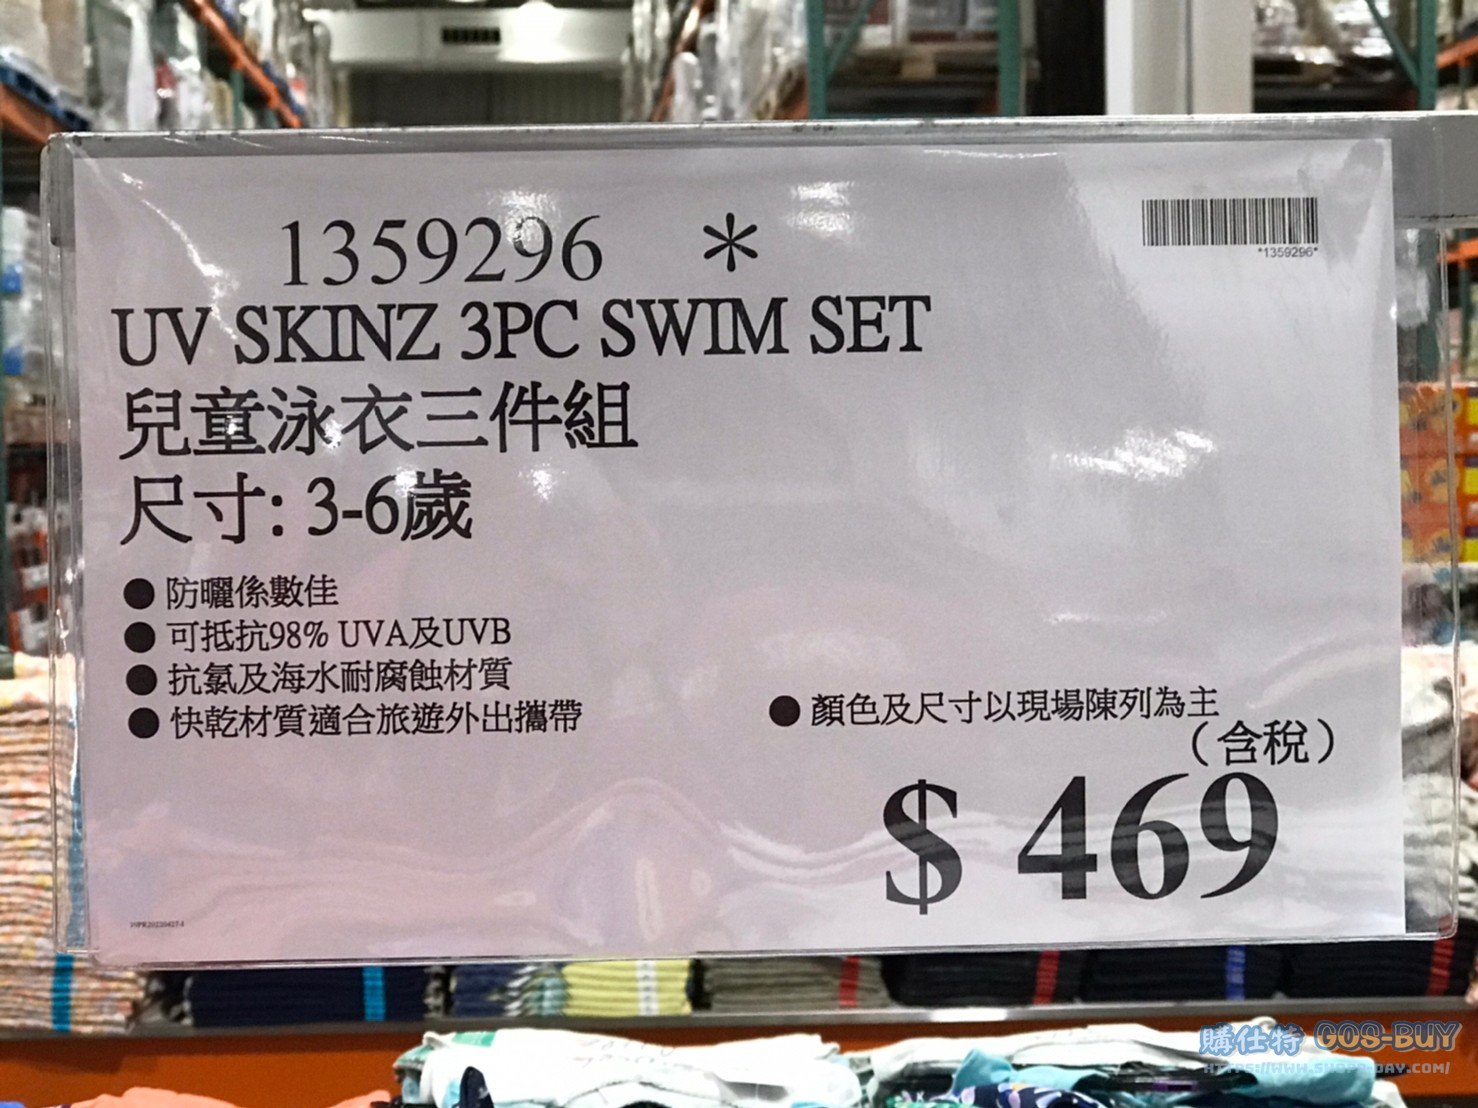 1359296 *
*1359296*
UV SKINZ 3PC SWIM SET
兒童泳衣三件組
尺寸: 3-6歲
● 防曬係數佳
● 可抵抗98% UVA及UVB
● 抗氯及海水耐腐蝕材質
● 快乾材質適合旅遊外出攜帶
● 顏色及尺寸以現場陳列為主
（含稅）
$ 469
購仕特 GOS-BUY